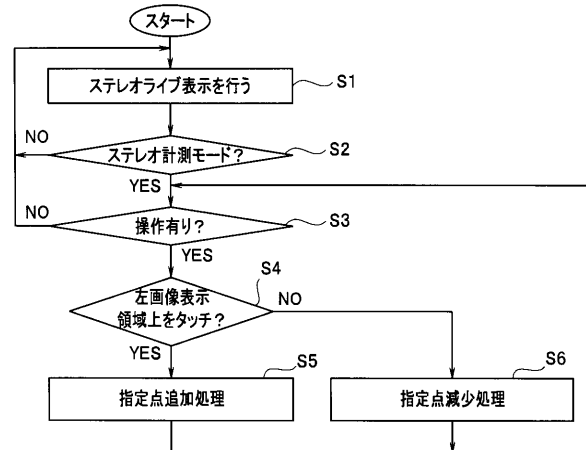 スタート
ステレオライブ表示を行う
S1
NO
ステレオ計測モード?
S2
YES
NO
操作有り?
S3
YES
S4
左画像表示
領域上をタッチ?
NO
YES
S5
指定点追加処理
S6
指定点減少処理